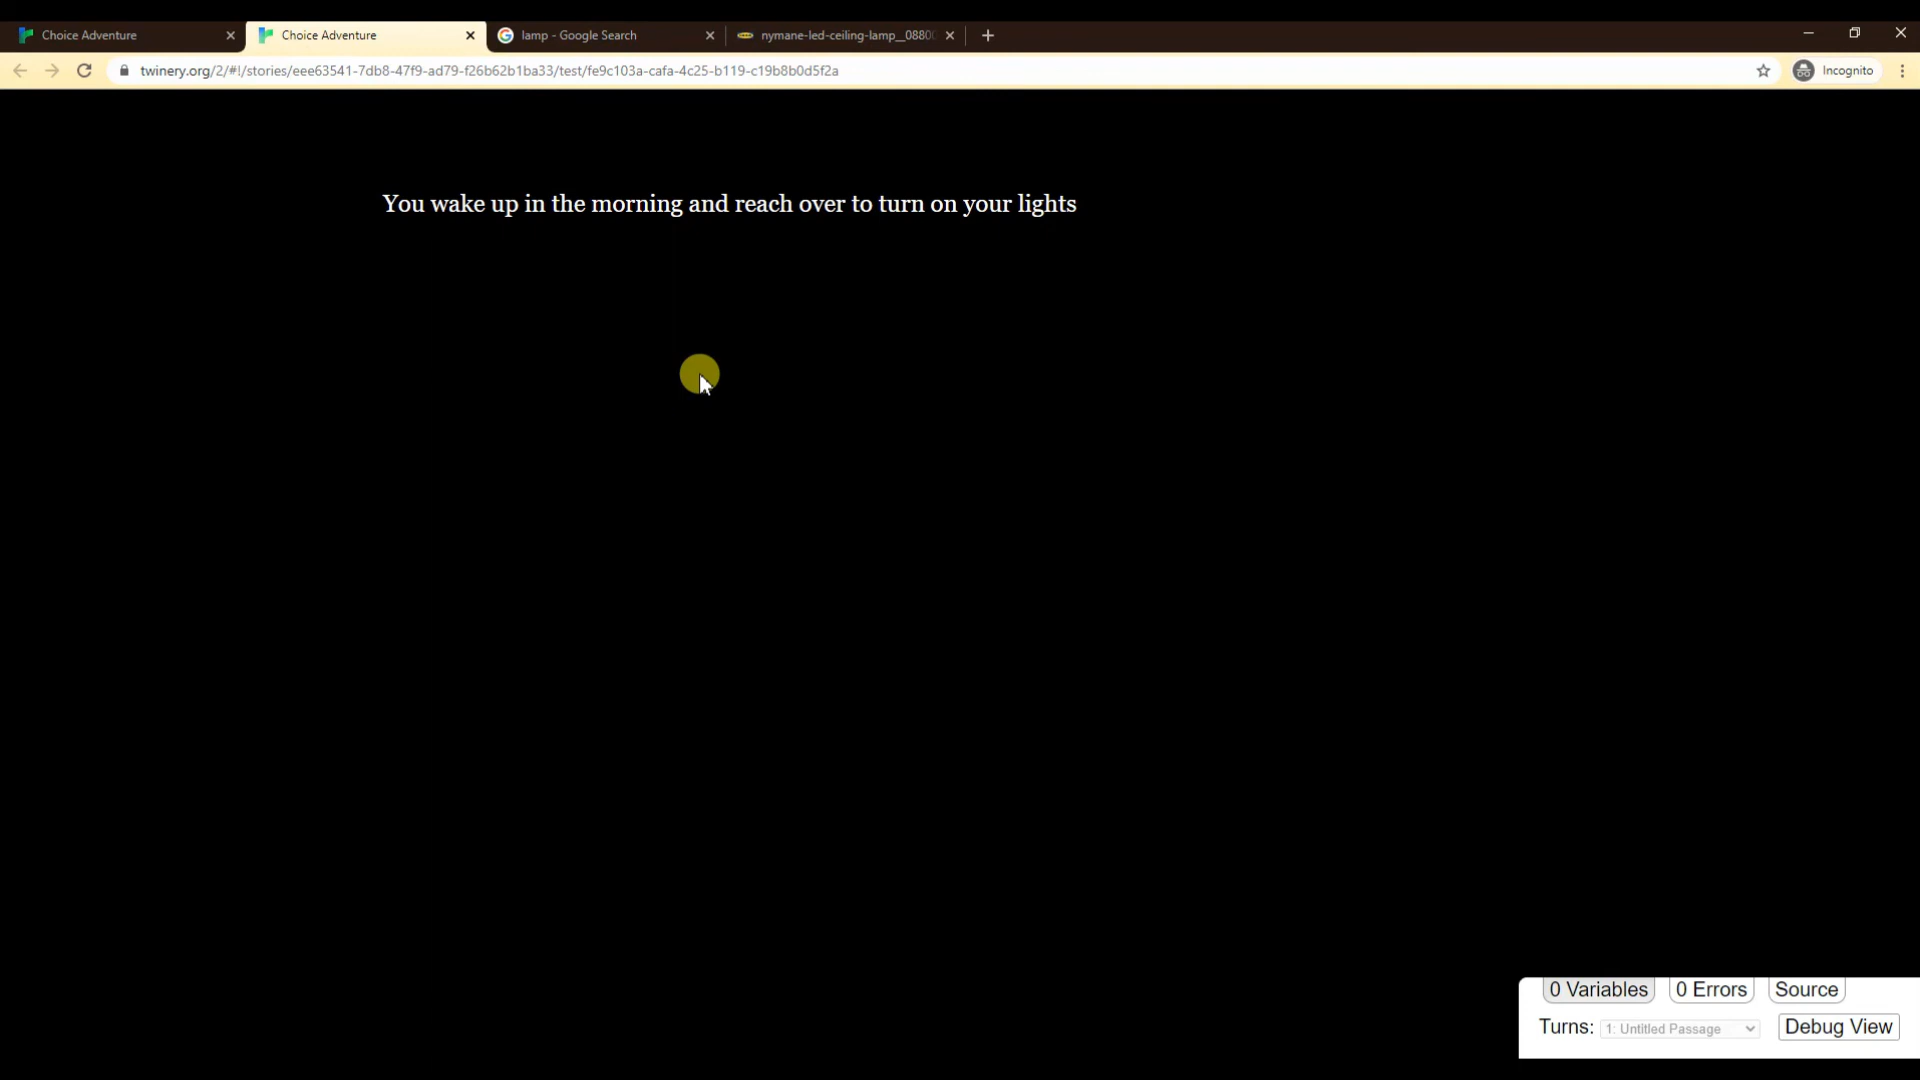 Choice Adventure
Choice Adventure
lamp - Google Search
nymane-led-ceiling-lamp__0880
twinery.org/2/#!/stories/eee63541-7db8-47f9-ad79-f26b62b1ba33/test/fe9c103a-cafa-4c25-b119-c19b8b0d5f2a
Incognito
You wake up in the morning and reach over to turn on your lights
0 Variables
0 Errors
Source
Turns: 1: Untitled Passage
Debug View